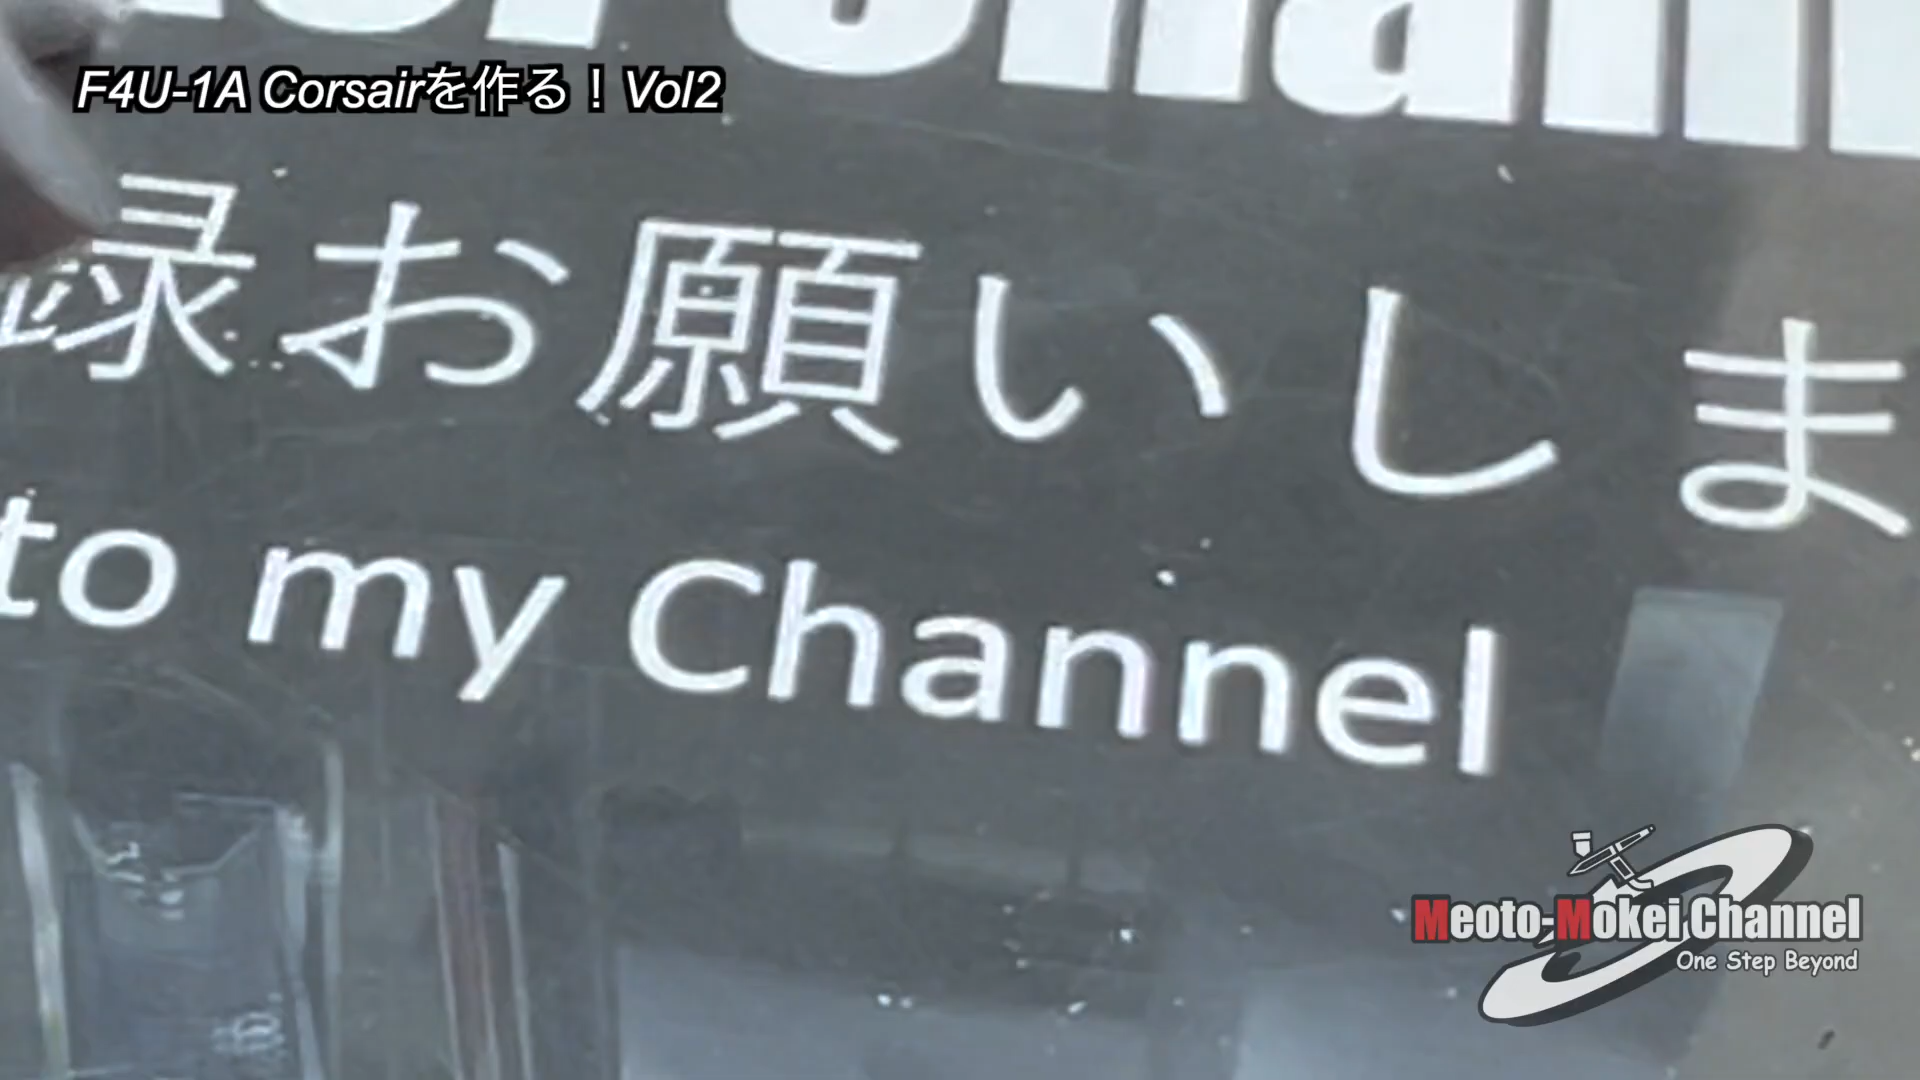 F4U-1A Corsairを作る！Vol2
録お願いしま
to my Channel
Meoto-Mokei Channel
One Step Beyond